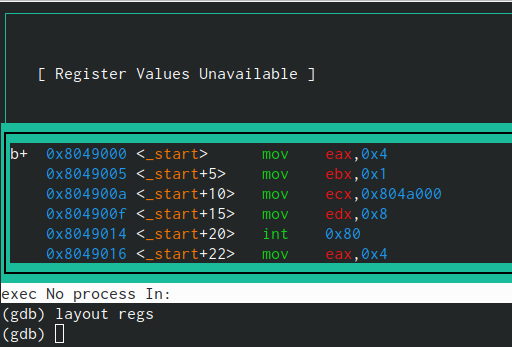 [ Register Values Unavailable ]
b+ 0x8049000 <_start> mov eax,0x4
0x8049005 <_start+5> mov ebx,0x1
0x804900a <_start+10> mov ecx,0x804a000
0x804900f <_start+15> mov edx,0x8
0x8049014 <_start+20> int 0x80
0x8049016 <_start+22> mov eax,0x4
exec No process In:
(gdb) layout regs
(gdb)